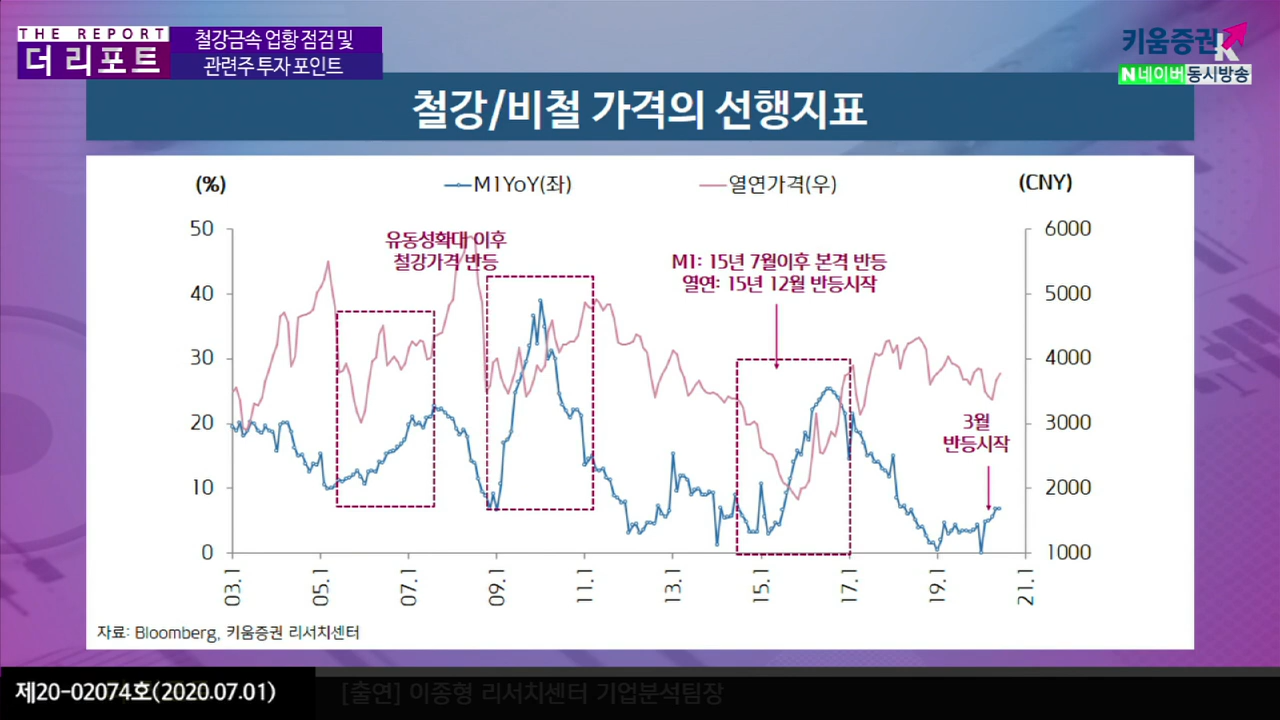 THE REPORT
더 리포트
철강금속 업황 점검 및
관련주 투자 포인트
키움증권
N 네이버 동시방송
철강/비철 가격의 선행지표
(%)
M1YoY(좌)
열연가격(우)
(CNY)
유동성확대 이후
철강가격 반등
M1: 15년 7월이후 본격 반등
열연: 15년 12월 반등시작
3월
반등시작
50
40
30
20
10
0
6000
5000
4000
3000
2000
1000
03.1
05.1
07.1
09.1
11.1
13.1
15.1
17.1
19.1
21.1
자료: Bloomberg, 키움증권 리서치센터
제20-02074호(2020.07.01)
[출연] 이종형 리서치센터 기업분석팀장